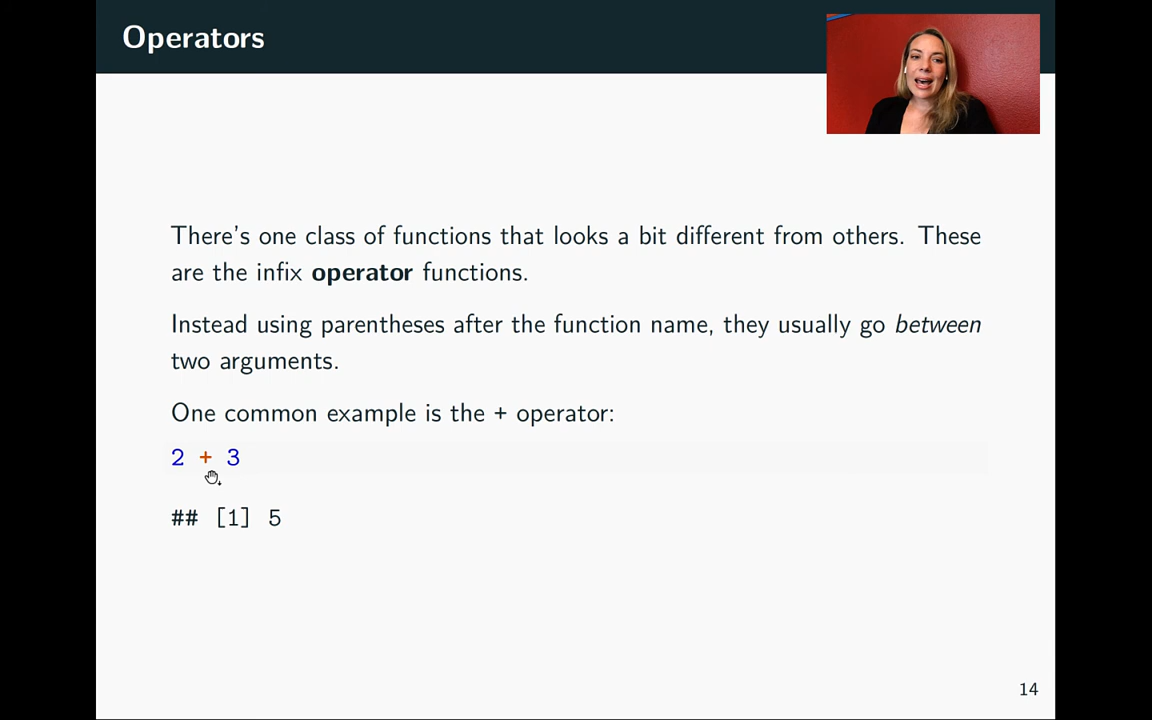 Operators
There's one class of functions that looks a bit different from others. These
are the infix operator functions.
Instead using parentheses after the function name, they usually go between
two arguments.
One common example is the + operator:
2 + 3
## [1] 5
14